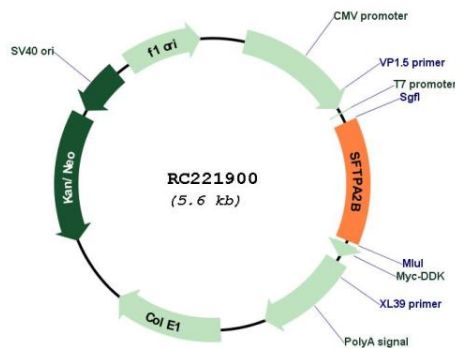 CMV promoter
SV40 ori
f1 ori
VP1.5 primer
T7 promoter
SgfI
Kan/Neo
RC221900
(5.6 kb)
SFTPA2B
MluI
Myc-DDK
XL39 primer
Col E1
PolyA signal